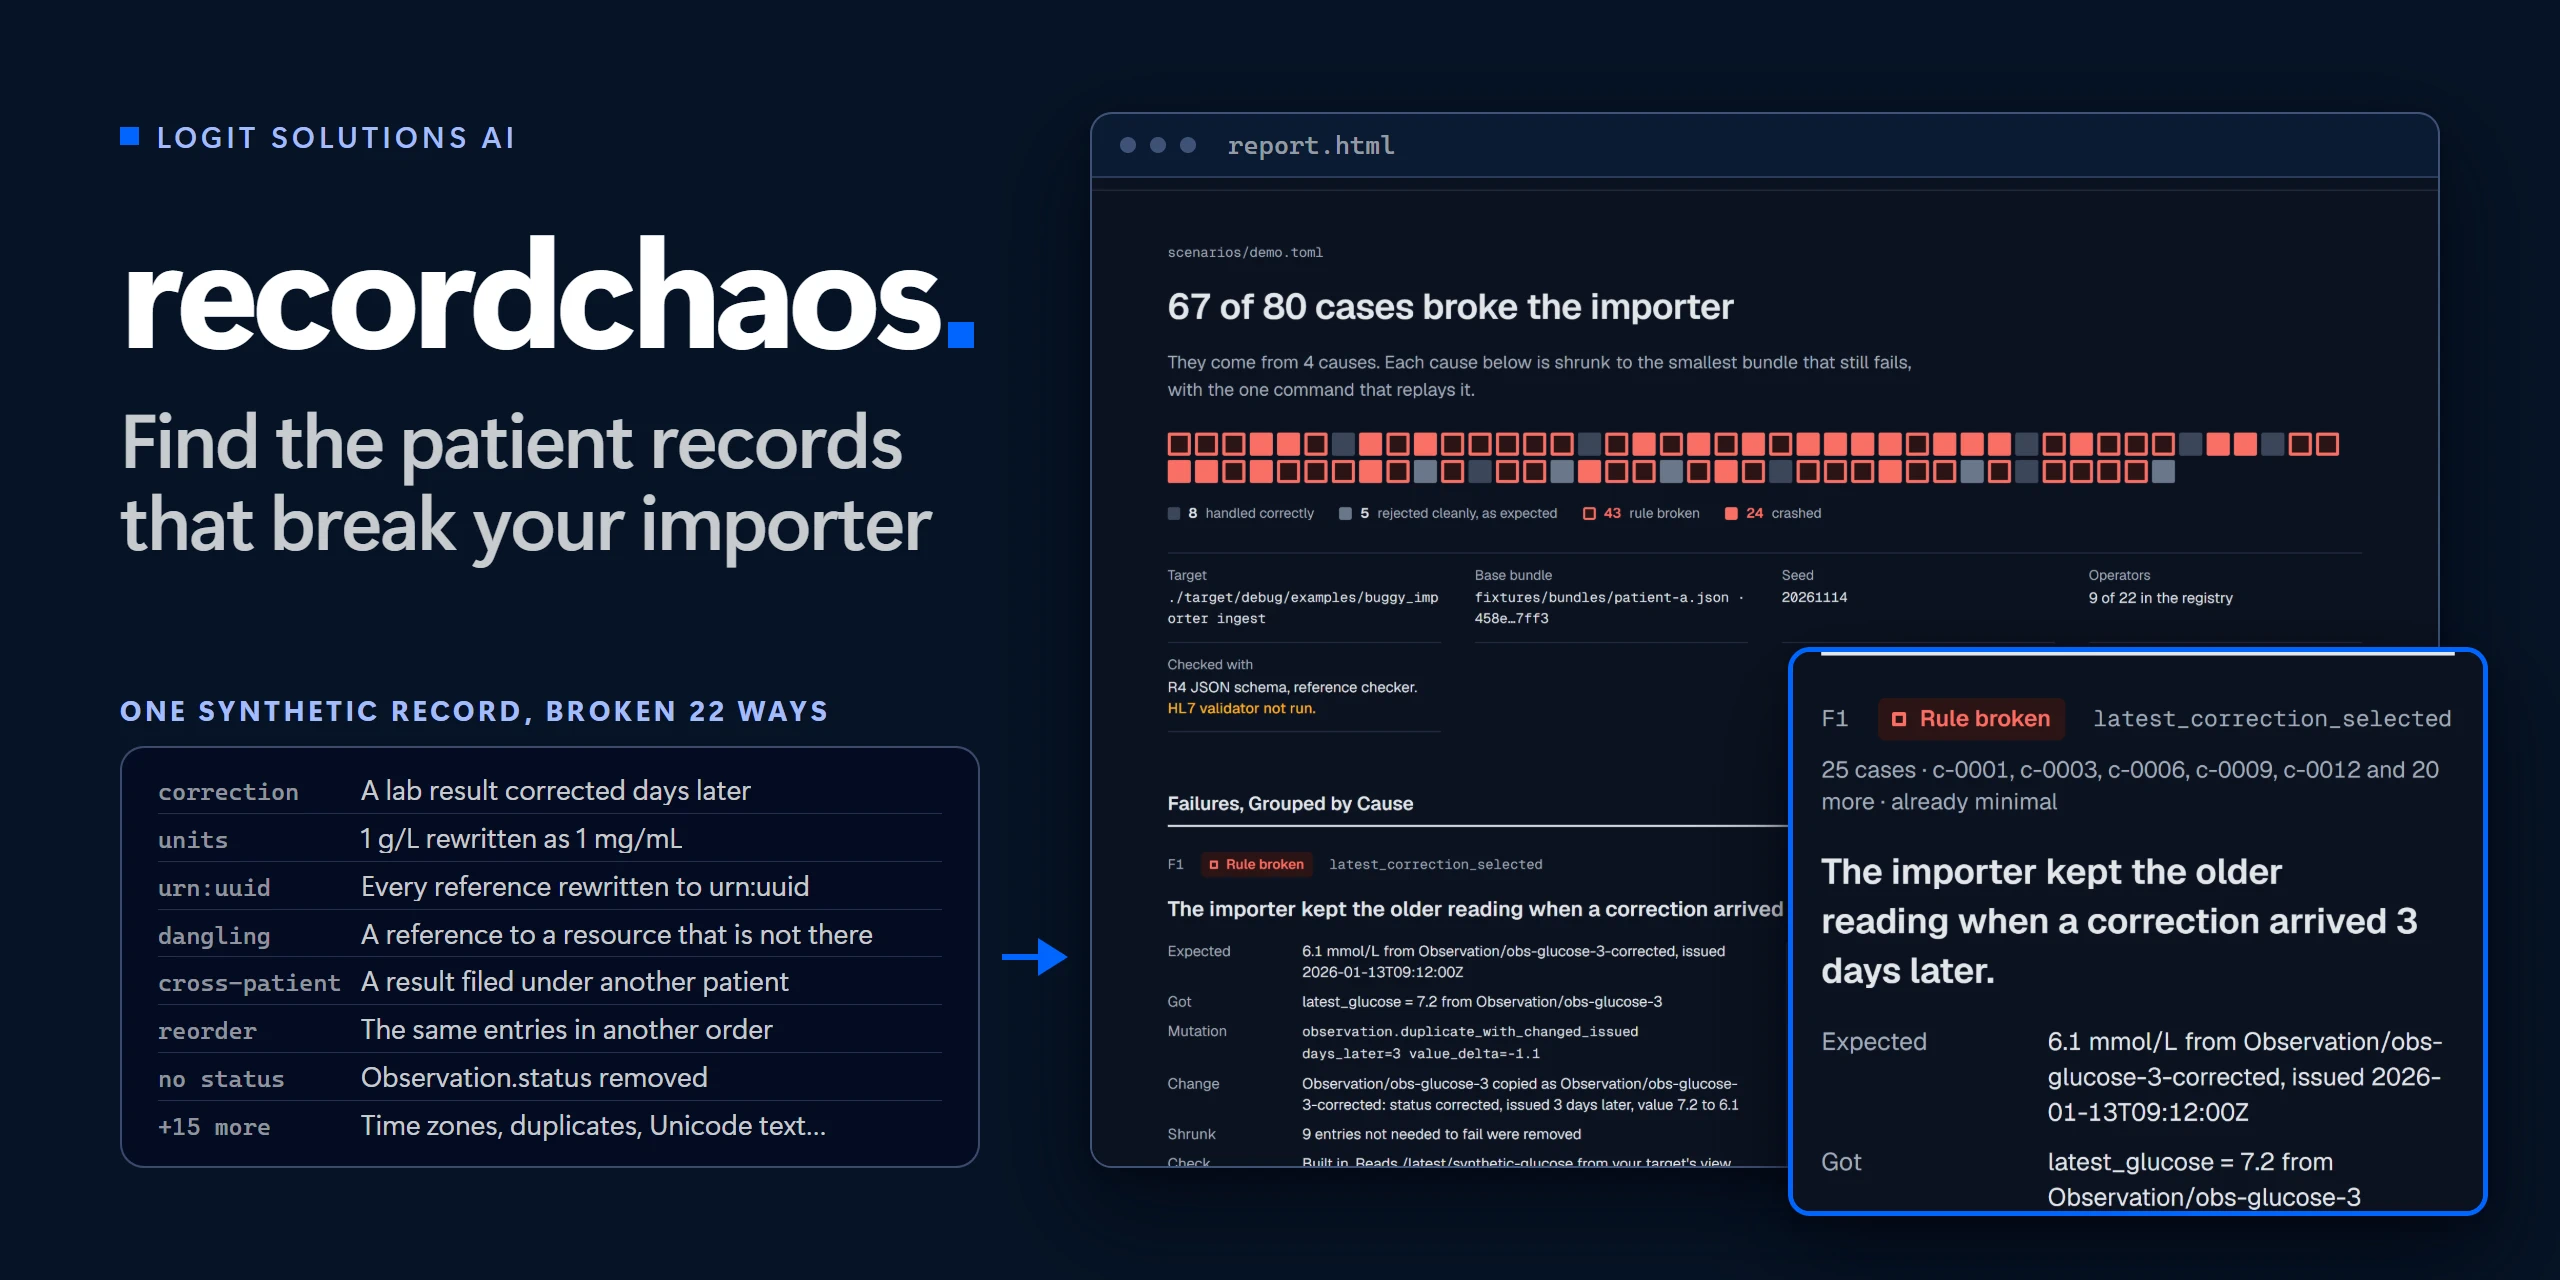 LOGIT SOLUTIONS AI
recordchaos.
Find the patient records
that break your importer
ONE SYNTHETIC RECORD, BROKEN 22 WAYS
correction A lab result corrected days later
units 1 g/L rewritten as 1 mg/mL
urn:uuid Every reference rewritten to urn:uuid
dangling A reference to a resource that is not there
cross-patient A result filed under another patient
reorder The same entries in another order
no status Observation.status removed
+15 more Time zones, duplicates, Unicode text...
report.html
scenarios/demo.toml
67 of 80 cases broke the importer
They come from 4 causes. Each cause below is shrunk to the smallest bundle that still fails,
with the one command that replays it.
8 handled correctly 5 rejected cleanly, as expected 43 rule broken 24 crashed
Target Base bundle Seed Operators
./target/debug/examples/buggy_imp fixtures/bundles/patient-a.json · 20261114 9 of 22 in the registry
orter ingest 458e…7ff3
Checked with
R4 JSON schema, reference checker.
HL7 validator not run.
Failures, Grouped by Cause
F1 Rule broken latest_correction_selected
The importer kept the older reading when a correction arrived
Expected 6.1 mmol/L from Observation/obs-glucose-3-corrected, issued
2026-01-13T09:12:00Z
Got latest_glucose = 7.2 from Observation/obs-glucose-3
Mutation observation.duplicate_with_changed_issued
days_later=3 value_delta=-1.1
Change Observation/obs-glucose-3 copied as Observation/obs-glucose-
3-corrected: status corrected, issued 3 days later, value 7.2 to 6.1
Shrunk 9 entries not needed to fail were removed
Check Built in. Reads /latest/synthetic-glucose from your target's view
F1 Rule broken latest_correction_selected
25 cases · c-0001, c-0003, c-0006, c-0009, c-0012 and 20
more · already minimal
The importer kept the older
reading when a correction arrived 3
days later.
Expected 6.1 mmol/L from Observation/obs-
glucose-3-corrected, issued 2026-
01-13T09:12:00Z
Got latest_glucose = 7.2 from
Observation/obs-glucose-3